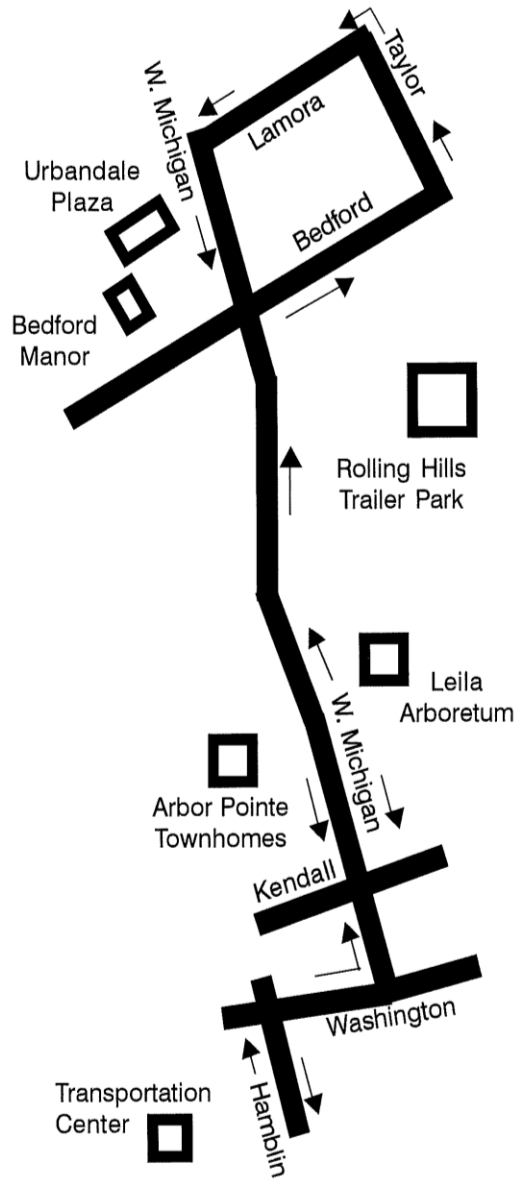 Taylor
W. Michigan
Lamora
Urbandale
Plaza
Bedford
Bedford
Manor
Rolling Hills
Trailer Park
Leila
Arboretum
W. Michigan
Arbor Pointe
Townhomes
Kendall
Washington
Transportation
Center
Hamblin